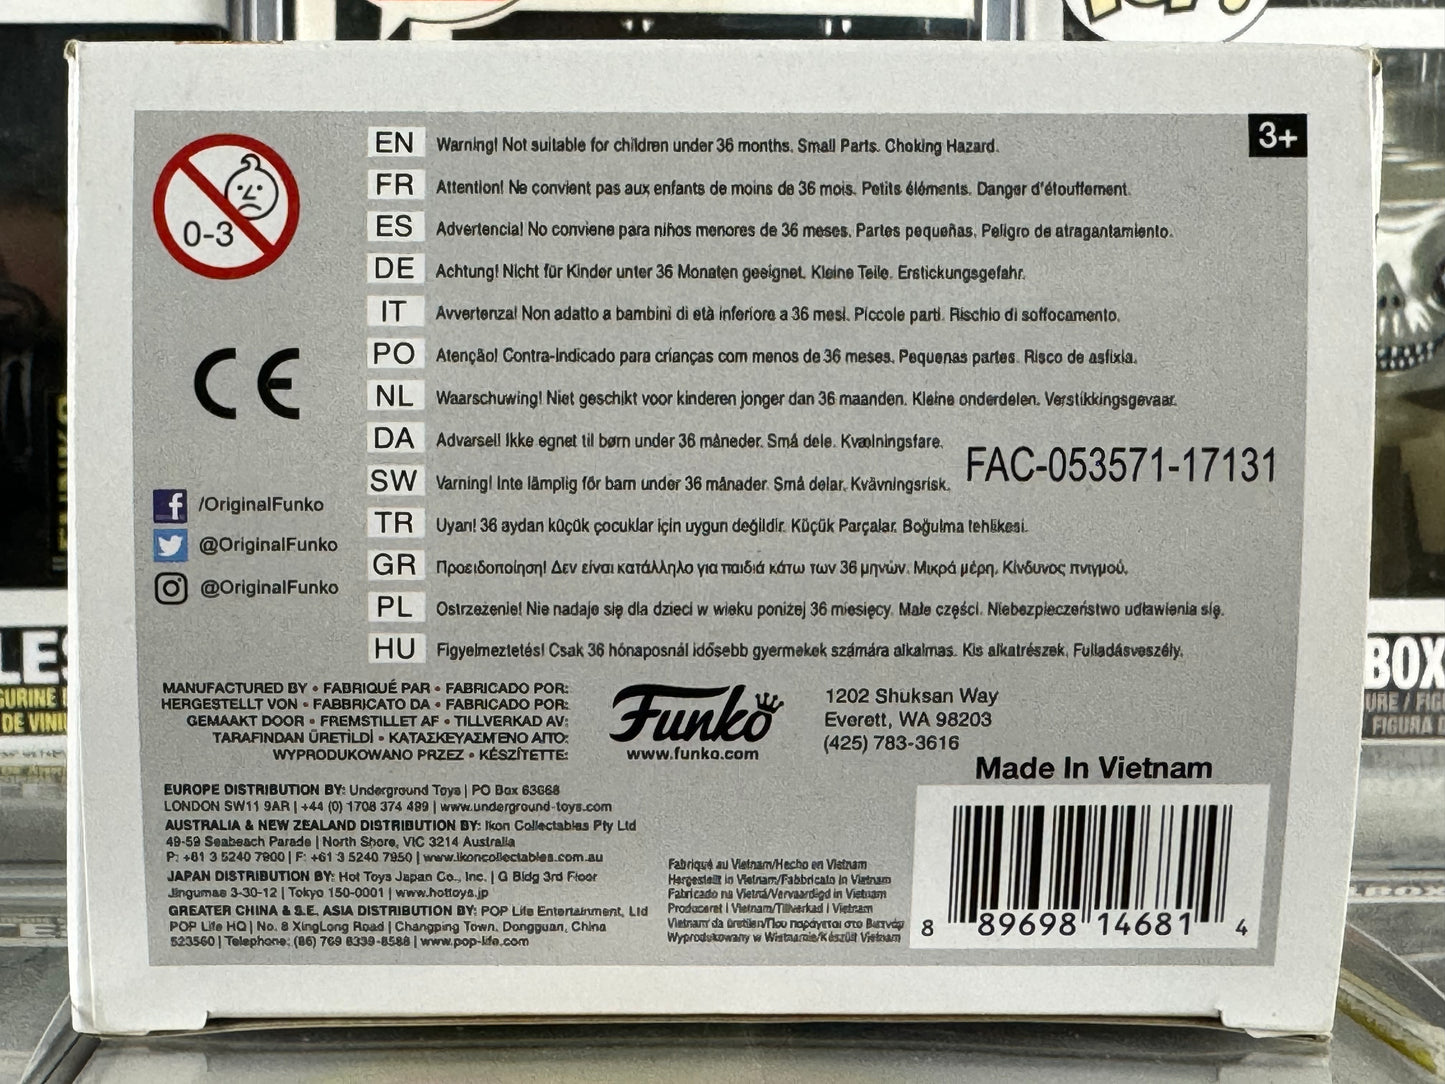 3+
0-3
EN Warning! Not suitable for children under 36 months. Small Parts. Choking Hazard.
FR Attention! Ne convient pas aux enfants de moins de 36 mois. Petits éléments. Danger d'étouffement.
ES Advertencia! No conviene para niños menores de 36 meses. Partes pequeñas. Peligro de atragantamiento.
DE Achtung! Nicht für Kinder unter 36 Monaten geeignet. Kleine Teile. Erstickungsgefahr.
IT Avvertenza! Non adatto a bambini di età inferiore a 36 mesi. Piccole parti. Rischio di soffocamento.
PO Atenção! Contra-indicado para crianças com menos de 36 meses. Pequenas partes. Risco de asfixia.
NL Waarschuwing! Niet geschikt voor kinderen jonger dan 36 maanden. Kleine onderdelen. Verstikkingsgevaar.
DA Advarsel! Ikke egnet til børn under 36 måneder. Små dele. Kvælningsfare.
SW Varning! Inte lämplig för barn under 36 månader. Små delar. Kvävningsrisk.
TR Uyarı! 36 aydan küçük çocuklar için uygun değildir. Küçük Parçalar. Boğulma tehlikesi.
GR Προειδοποίηση! Δεν είναι κατάλληλο για παιδιά κάτω των 36 μηνών. Μικρά μέρη. Κίνδυνος πνιγμού.
PL Ostrzeżenie! Nie nadaje się dla dzieci w wieku poniżej 36 miesięcy. Małe części. Niebezpieczeństwo udławienia się.
HU Figyelmeztetés! Csak 36 hónaposnál idősebb gyermekek számára alkalmas. Kis alkatrészek. Fulladásveszély.
CE
FAC-053571-17131
/OriginalFunko
@OriginalFunko
@OriginalFunko
MANUFACTURED BY • FABRIQUÉ PAR • FABRICADO POR:
HERGESTELLT VON • FABBRICATO DA • FABRICADO POR:
GEMAAKT DOOR • FREMSTILLET AF • TILLVERKAD AV:
TARAFINDAN ÜRETİLDİ • ΚΑΤΑΣΚΕΥΑΣΜΈΝΟ ΑΠΌ:
WYPRODUKOWANO PRZEZ • KÉSZÍTETTE:
Funko
www.funko.com
1202 Shuksan Way
Everett, WA 98203
(425) 783-3616
Made In Vietnam
EUROPE DISTRIBUTION BY: Underground Toys | PO Box 63668
LONDON SW11 9AR | +44 (0) 1708 374 499 | www.underground-toys.com
AUSTRALIA & NEW ZEALAND DISTRIBUTION BY: Ikon Collectables Pty Ltd
49-59 Seabeach Parade | North Shore, VIC 3214 Australia
P: +61 3 5240 7900 | F: +61 3 5240 7950 | www.ikoncollectables.com.au
JAPAN DISTRIBUTION BY: Hot Toys Japan Co., Inc. | G Bldg 3rd Floor
Jingumae 3-30-12 | Tokyo 150-0001 | www.hottoys.jp
GREATER CHINA & S.E. ASIA DISTRIBUTION BY: POP Life Entertainment, Ltd
POP Life HQ | No. 8 XingLong Road | Changping Town, Dongguan, China
523560 | Telephone: (86) 769 8339-8588 | www.pop-life.com
Fabriqué au Vietnam/Hecho en Vietnam
Hergestellt in Vietnam/Fabbricato in Vietnam
Fabricado na Vietnã/Vervaardigd in Vietnam
Produceret i Vietnam/Tillverkad i Vietnam
Vietnam'da üretilen/Που παράγεται στο Βιετνάμ
Wyprodukowany w Wietnamie/Készült Vietnam
8 89698 14681 4
LES
DE VINI
BOX
FIGURA